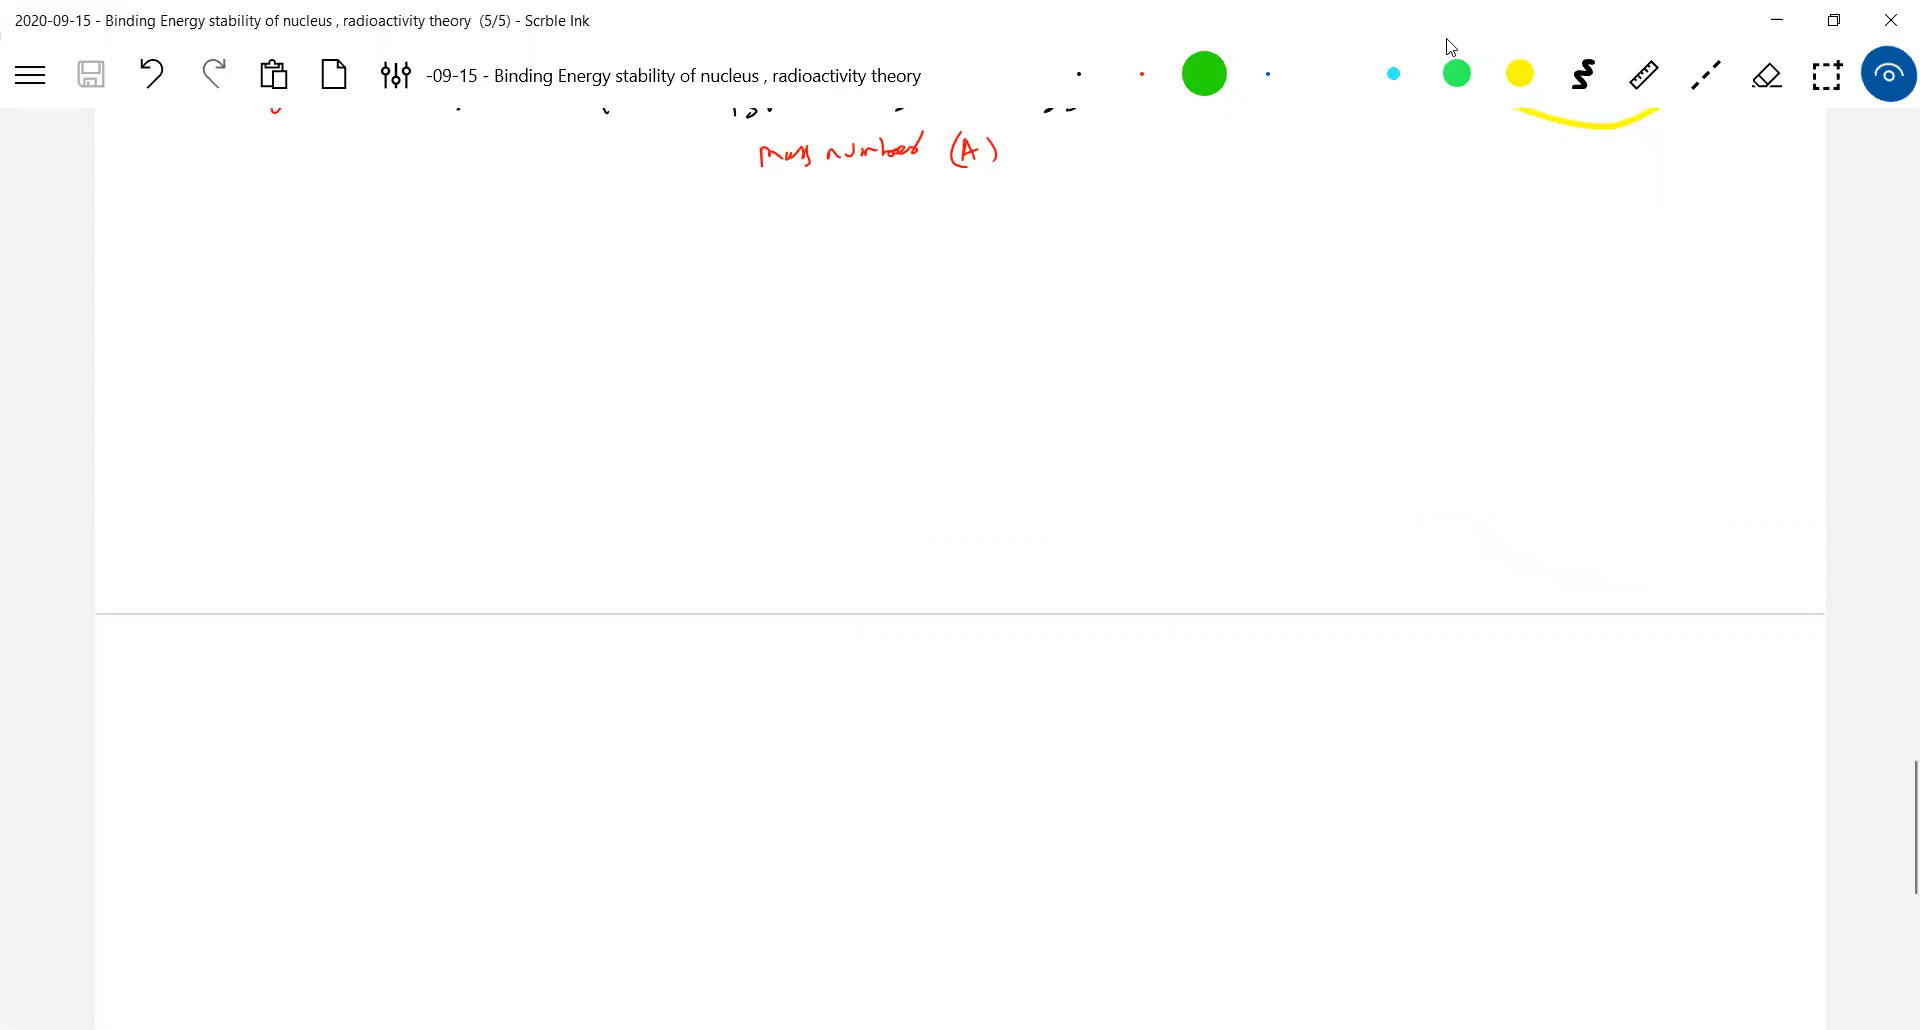 2020-09-15 - Binding Energy stability of nucleus , radioactivity theory (5/5) - Scrble Ink
-09-15 - Binding Energy stability of nucleus , radioactivity theory
mass number (A)